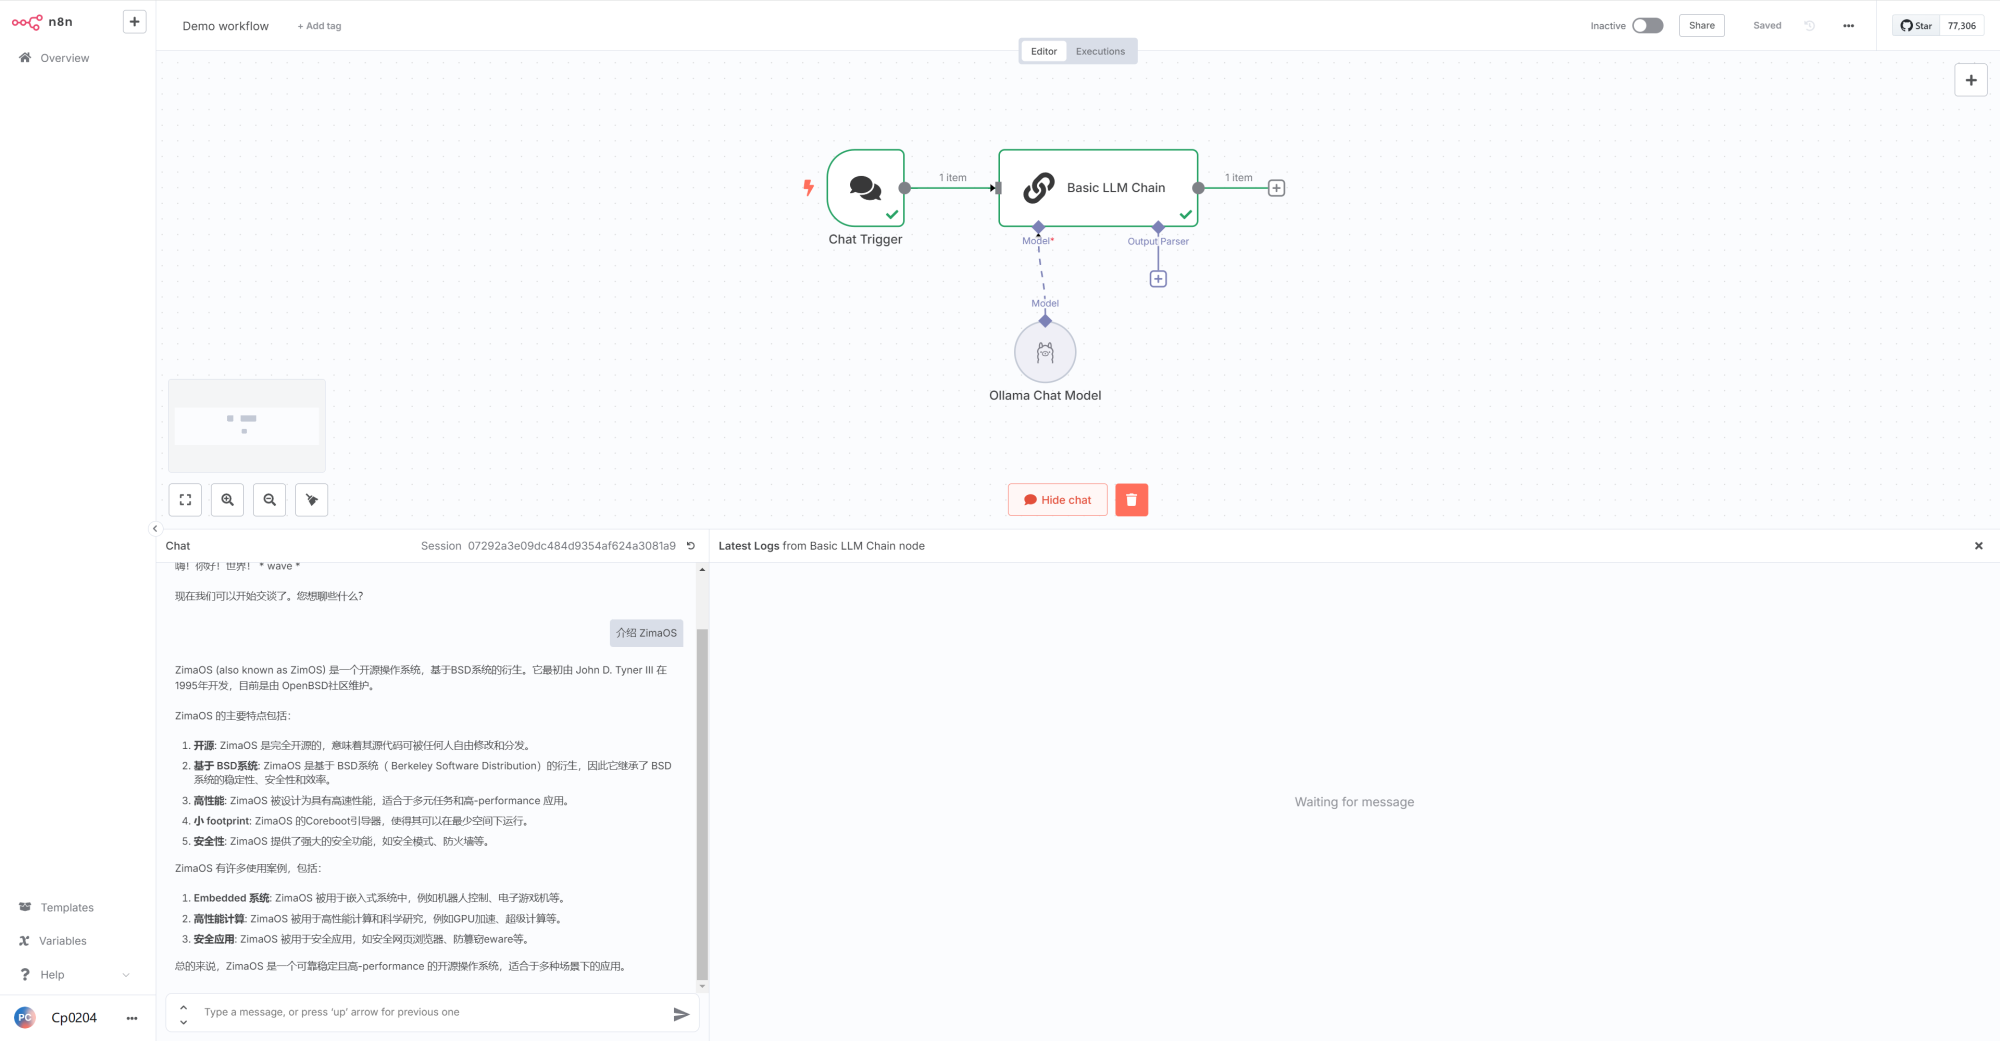 n8n
+
Overview
Demo workflow
+ Add tag
Inactive
Share
Saved
Star
77,306
Editor
Executions
1 item
Basic LLM Chain
1 item
Chat Trigger
Model*
Output Parser
Model
Ollama Chat Model
Hide chat
Chat
Session 07292a3e09dc484d9354af624a3081a9
Latest Logs from Basic LLM Chain node
嗨！你好！世界！ * wave *
现在我们可以开始交谈了。您想聊些什么?
介绍 ZimaOS
ZimaOS (also known as ZimOS) 是一个开源操作系统，基于BSD系统的衍生。它最初由 John D. Tyner III 在
1995年开发，目前是由 OpenBSD社区维护。
ZimaOS 的主要特点包括：
1. 开源: ZimaOS 是完全开源的，意味着其源代码可被任何人自由修改和分发。
2. 基于 BSD系统: ZimaOS 是基于 BSD系统（ Berkeley Software Distribution）的衍生，因此它继承了 BSD
系统的稳定性、安全性和效率。
3. 高性能: ZimaOS 被设计为具有高速性能，适合于多元任务和高-performance 应用。
4. 小 footprint: ZimaOS 的Coreboot引导器，使得其可以在最少空间下运行。
5. 安全性: ZimaOS 提供了强大的安全功能，如安全模式、防火墙等。
ZimaOS 有许多使用案例，包括：
1. Embedded 系统: ZimaOS 被用于嵌入式系统中，例如机器人控制、电子游戏机等。
2. 高性能计算: ZimaOS 被用于高性能计算和科学研究，例如GPU加速、超级计算等。
3. 安全应用: ZimaOS 被用于安全应用，如安全网页浏览器、防篡窃eware等。
总的来说，ZimaOS 是一个可靠稳定且高-performance 的开源操作系统，适合于多种场景下的应用。
Waiting for message
Type a message, or press ‘up’ arrow for previous one
Templates
Variables
Help
PC
Cp0204